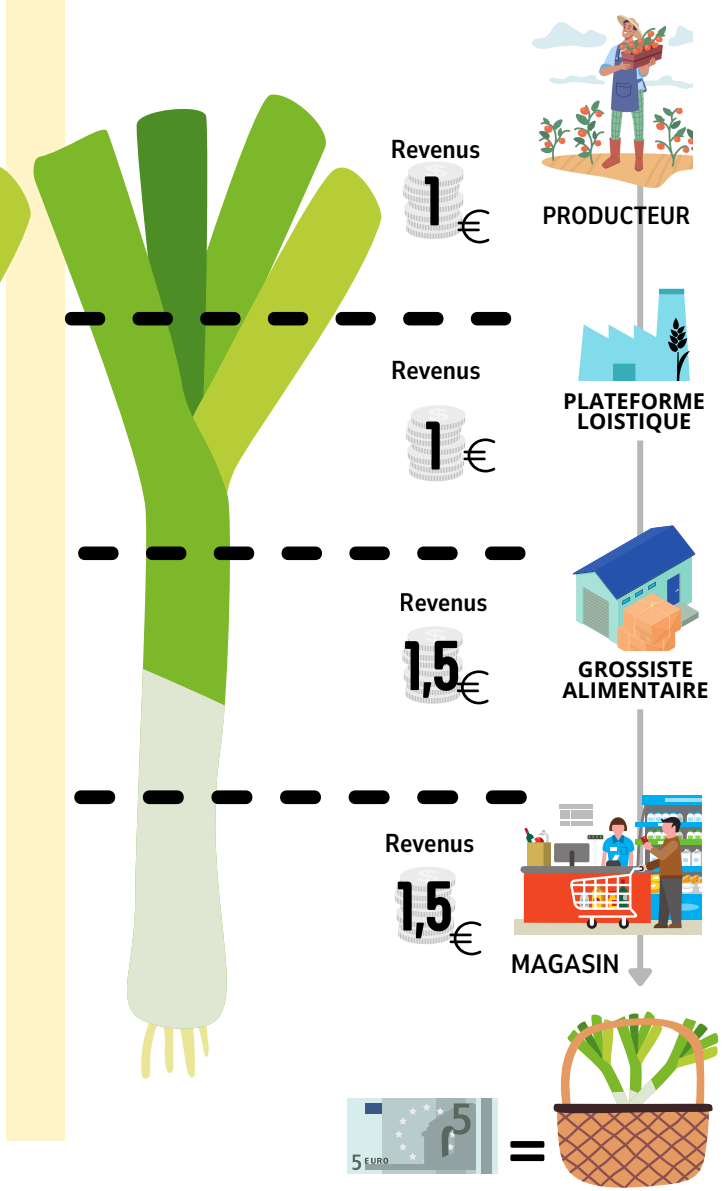 Revenus
1
€
PRODUCTEUR
Revenus
1
€
PLATEFORME
LOISTIQUE
Revenus
1,5
€
GROSSISTE
ALIMENTAIRE
Revenus
1,5
€
MAGASIN
5
5 EURO
=